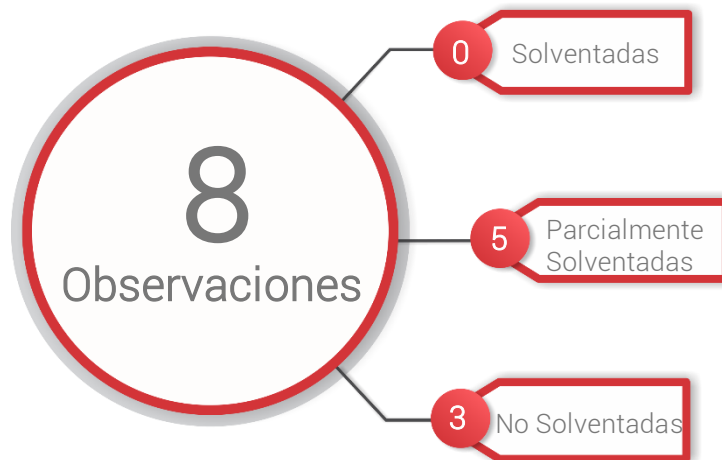 8
Observaciones
0
Solventadas
5
Parcialmente
Solventadas
3
No Solventadas